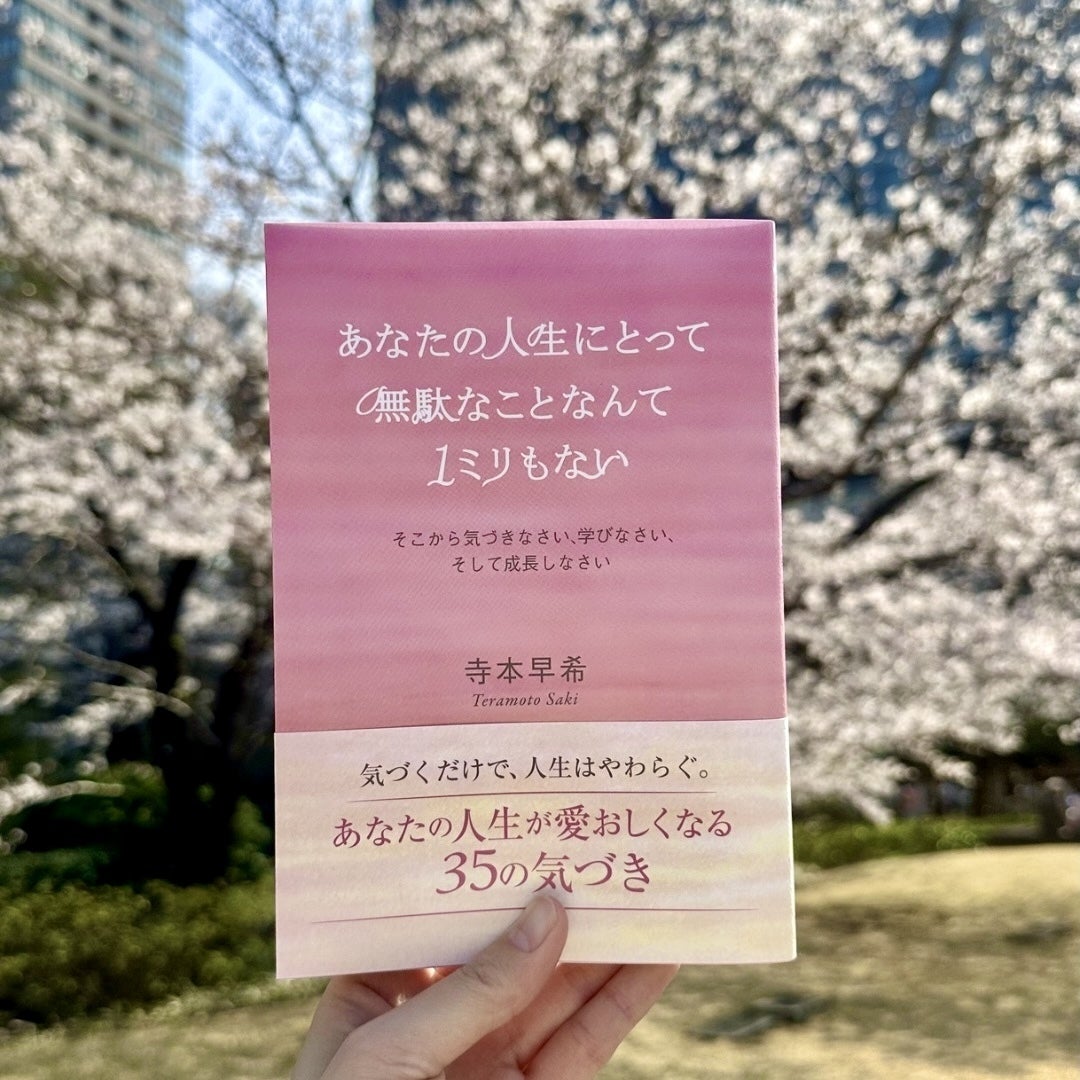 あなたの人生にとって
無駄なことなんて
1ミリもない
そこから気づきなさい、学びなさい、
そして成長しなさい
寺本早希
Teramoto Saki
気づくだけで、人生はやわらぐ。
あなたの人生が愛おしくなる
35の気づき